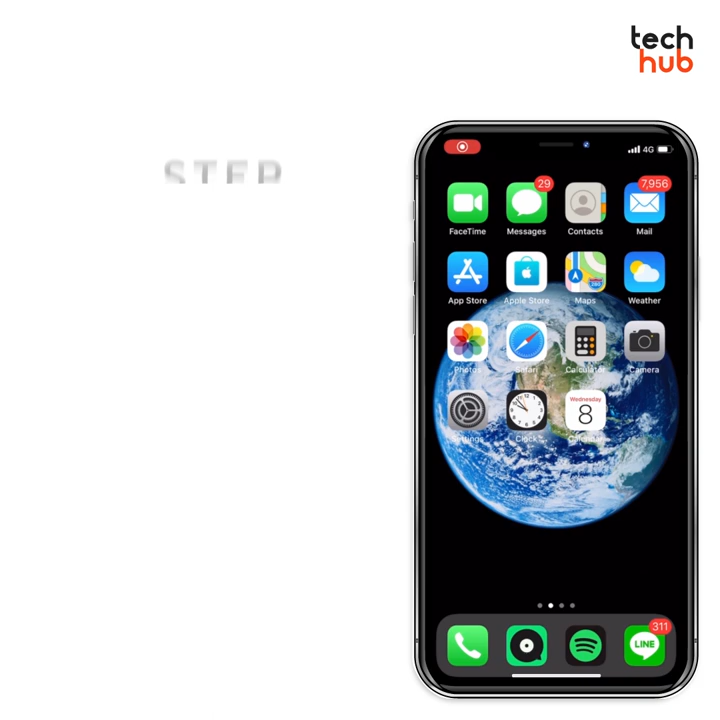 tech
hub
STEP
4G
29
7,956
FaceTime
Messages
Contacts
Mail
280
App Store
Apple Store
Maps
Weather
Photos
Safari
Calculator
Camera
Wednesday
8
Settings
Clock
Calendar
311
LINE